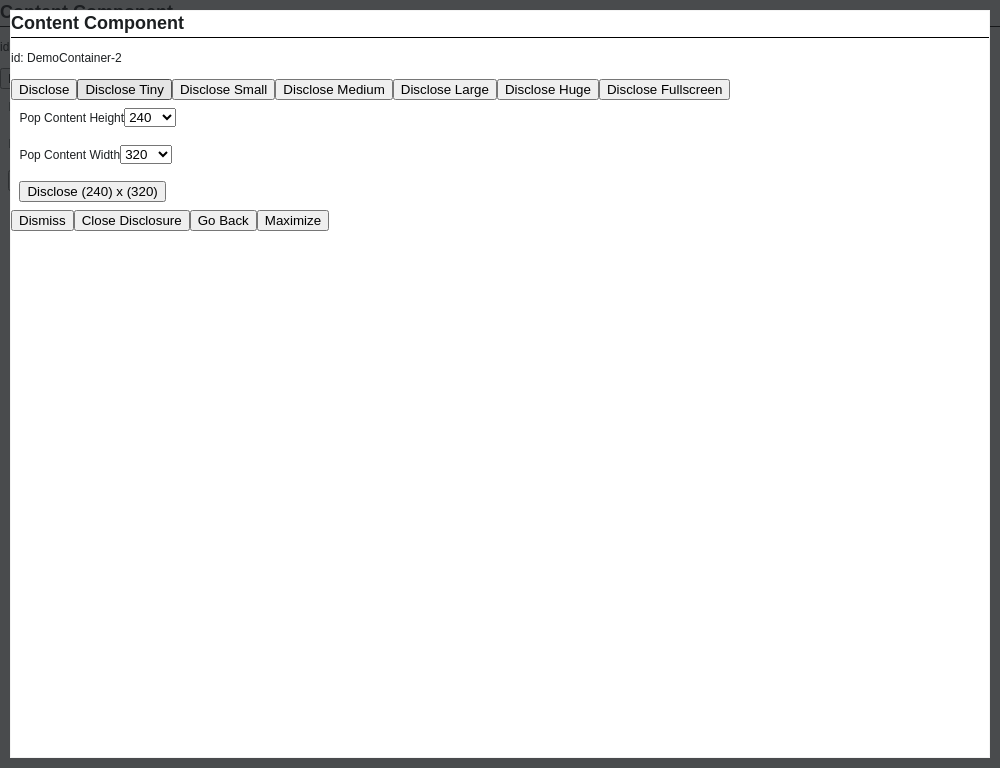 Content Component
id: DemoContainer-2
Disclose Disclose Tiny Disclose Small Disclose Medium Disclose Large Disclose Huge Disclose Fullscreen
Pop Content Height 240
Pop Content Width 320
Disclose (240) x (320)
Dismiss Close Disclosure Go Back Maximize